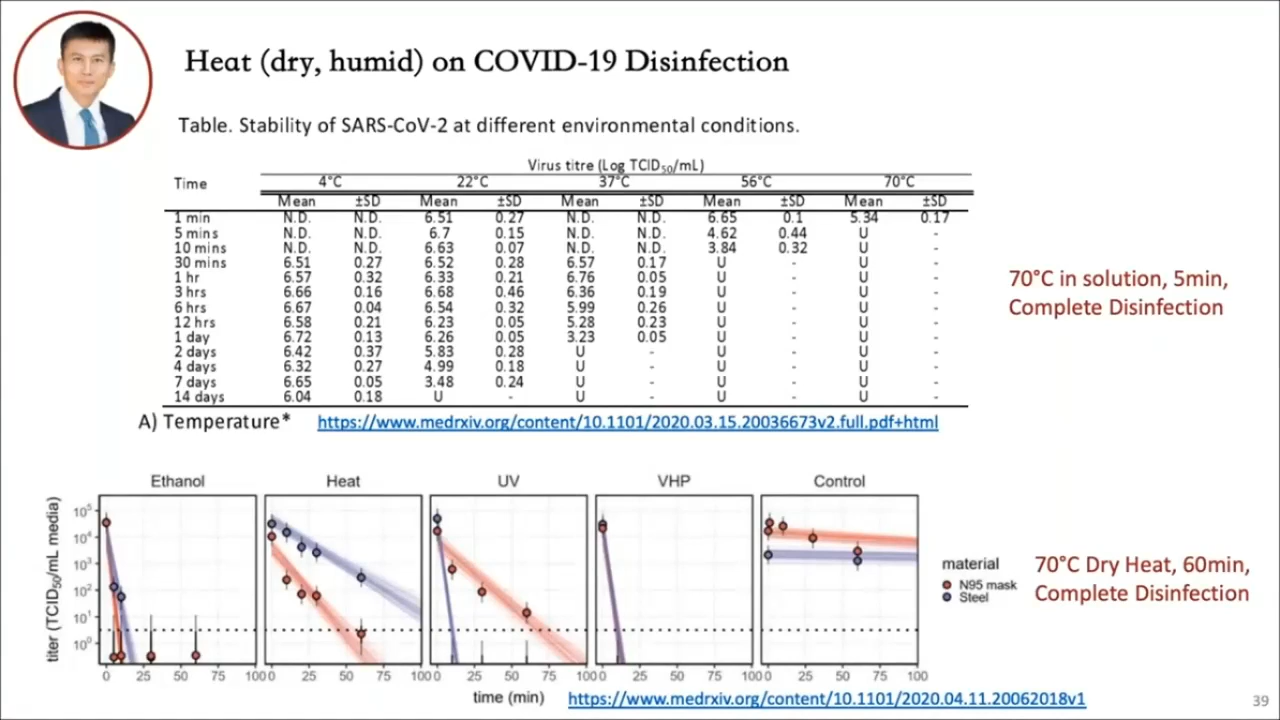 Heat (dry, humid) on COVID-19 Disinfection
Table. Stability of SARS-CoV-2 at different environmental conditions.
Virus titre (Log TCID50/mL)
Time 4°C 22°C 37°C 56°C 70°C
Mean ±SD Mean ±SD Mean ±SD Mean ±SD Mean ±SD
1 min N.D. N.D. 6.51 0.27 N.D. N.D. 6.65 0.1 5.34 0.17
5 mins N.D. N.D. 6.7 0.15 N.D. N.D. 4.62 0.44 U -
10 mins N.D. N.D. 6.63 0.07 N.D. N.D. 3.84 0.32 U -
30 mins 6.51 0.27 6.52 0.28 6.57 0.17 U - U -
1 hr 6.57 0.32 6.33 0.21 6.76 0.05 U - U -
3 hrs 6.66 0.16 6.68 0.46 6.36 0.19 U - U -
6 hrs 6.67 0.04 6.54 0.32 5.99 0.26 U - U -
12 hrs 6.58 0.21 6.23 0.05 5.28 0.23 U - U -
1 day 6.72 0.13 6.26 0.05 3.23 0.05 U - U -
2 days 6.42 0.37 5.83 0.28 U - U - U -
4 days 6.32 0.27 4.99 0.18 U - U - U -
7 days 6.65 0.05 3.48 0.24 U - U - U -
14 days 6.04 0.18 U - U - U - U -
70°C in solution, 5min,
Complete Disinfection
A) Temperature* https://www.medrxiv.org/content/10.1101/2020.03.15.20036673v2.full.pdf+html
Ethanol Heat UV VHP Control
titer (TCID50/mL media)
10^5
10^4
10^3
10^2
10^1
10^0
0 25 50 75 100 0 25 50 75 100 0 25 50 75 100 0 25 50 75 100 0 25 50 75 100
time (min)
material
N95 mask
Steel
70°C Dry Heat, 60min,
Complete Disinfection
https://www.medrxiv.org/content/10.1101/2020.04.11.20062018v1
39